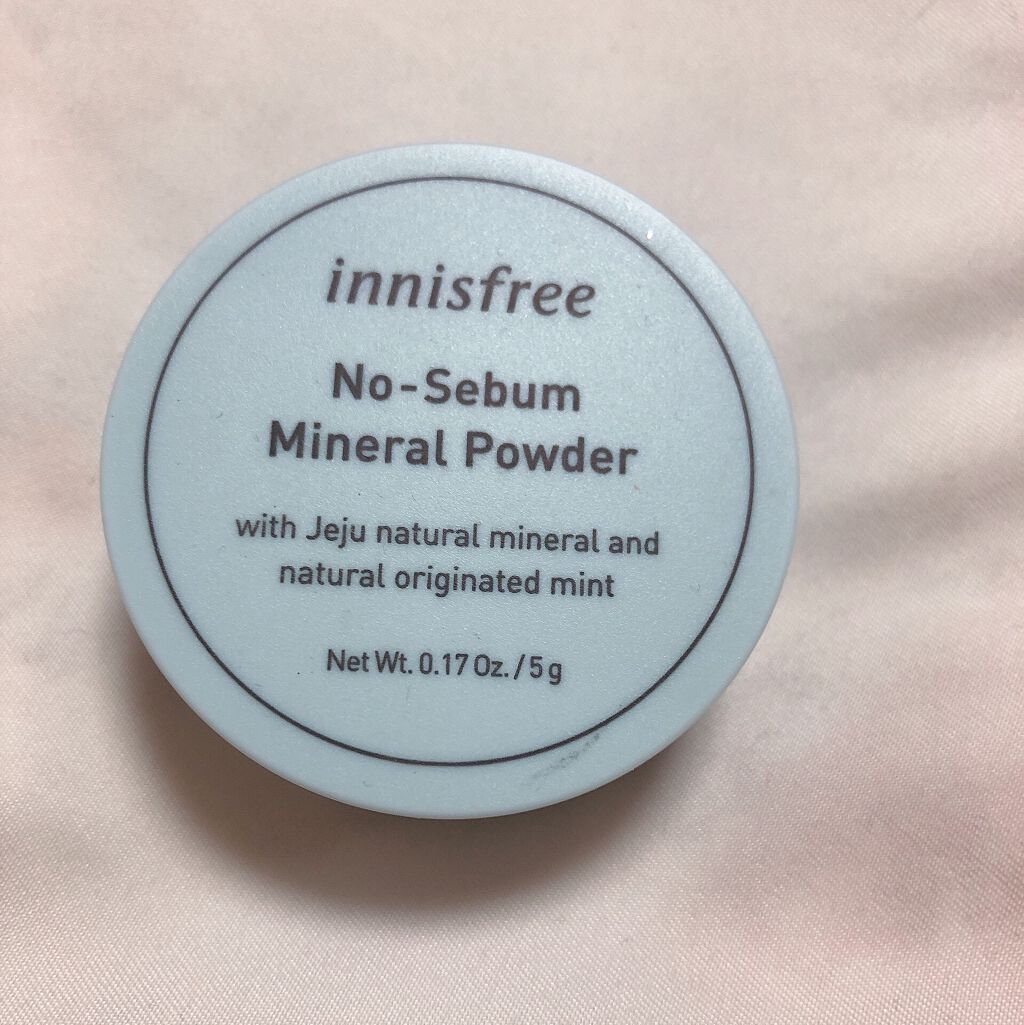 innisfree
No-Sebum
Mineral Powder
with Jeju natural mineral and
natural originated mint
Net Wt. 0.17 Oz. / 5 g